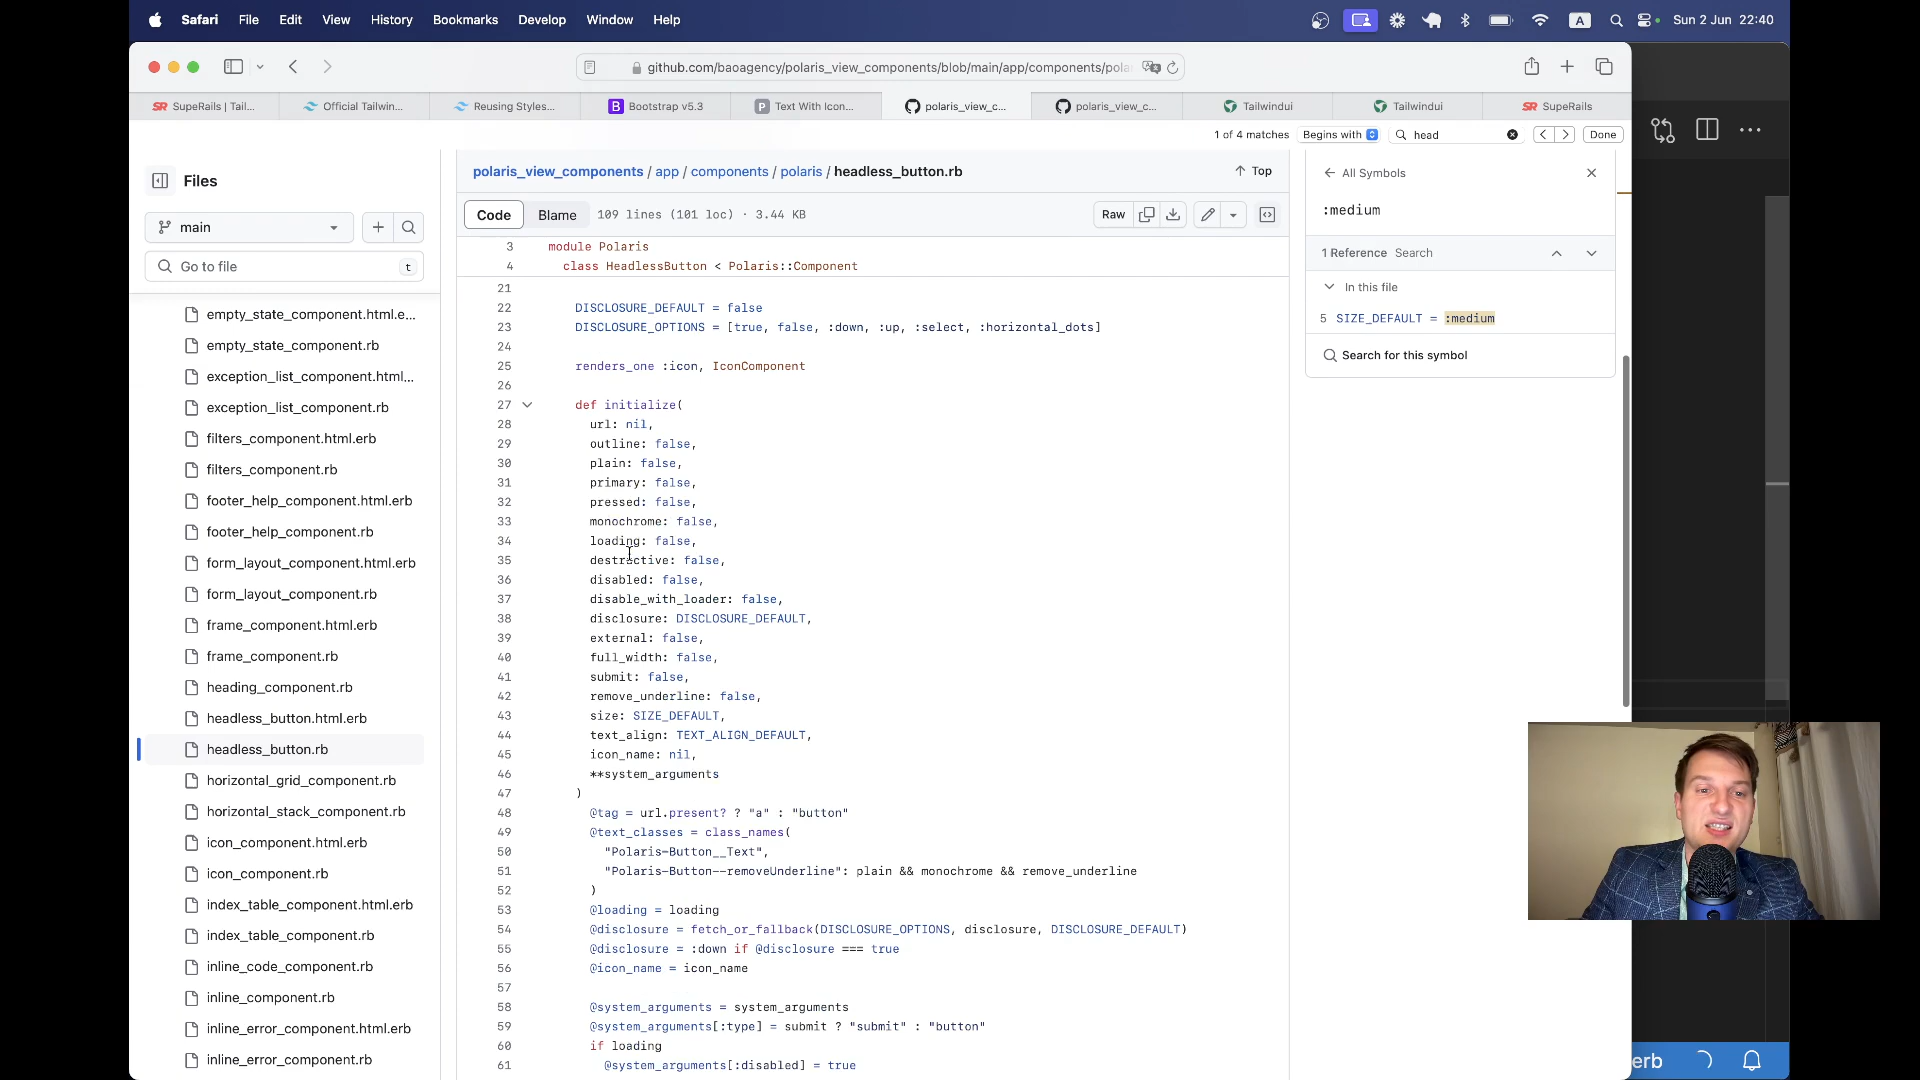 Safari File Edit View History Bookmarks Develop Window Help
A Sun 2 Jun 22:40
github.com/baoagency/polaris_view_components/blob/main/app/components/pola
SR SupeRails | Tail...
Official Tailwin...
Reusing Styles...
B Bootstrap v5.3
P Text With Icon...
polaris_view_c...
polaris_view_c...
Tailwindui
Tailwindui
SR SupeRails
1 of 4 matches Begins with head Done
Files
main
Go to file t
empty_state_component.html.e...
empty_state_component.rb
exception_list_component.html...
exception_list_component.rb
filters_component.html.erb
filters_component.rb
footer_help_component.html.erb
footer_help_component.rb
form_layout_component.html.erb
form_layout_component.rb
frame_component.html.erb
frame_component.rb
heading_component.rb
headless_button.html.erb
headless_button.rb
horizontal_grid_component.rb
horizontal_stack_component.rb
icon_component.html.erb
icon_component.rb
index_table_component.html.erb
index_table_component.rb
inline_code_component.rb
inline_component.rb
inline_error_component.html.erb
inline_error_component.rb
polaris_view_components / app / components / polaris / headless_button.rb
Top
Code Blame 109 lines (101 loc) · 3.44 KB Raw
3 module Polaris
4 class HeadlessButton < Polaris::Component
21
22 DISCLOSURE_DEFAULT = false
23 DISCLOSURE_OPTIONS = [true, false, :down, :up, :select, :horizontal_dots]
24
25 renders_one :icon, IconComponent
26
27 def initialize(
28 url: nil,
29 outline: false,
30 plain: false,
31 primary: false,
32 pressed: false,
33 monochrome: false,
34 loading: false,
35 destructive: false,
36 disabled: false,
37 disable_with_loader: false,
38 disclosure: DISCLOSURE_DEFAULT,
39 external: false,
40 full_width: false,
41 submit: false,
42 remove_underline: false,
43 size: SIZE_DEFAULT,
44 text_align: TEXT_ALIGN_DEFAULT,
45 icon_name: nil,
46 **system_arguments
47 )
48 @tag = url.present? ? "a" : "button"
49 @text_classes = class_names(
50 "Polaris-Button__Text",
51 "Polaris-Button--removeUnderline": plain && monochrome && remove_underline
52 )
53 @loading = loading
54 @disclosure = fetch_or_fallback(DISCLOSURE_OPTIONS, disclosure, DISCLOSURE_DEFAULT)
55 @disclosure = :down if @disclosure === true
56 @icon_name = icon_name
57
58 @system_arguments = system_arguments
59 @system_arguments[:type] = submit ? "submit" : "button"
60 if loading
61 @system_arguments[:disabled] = true
All Symbols
:medium
1 Reference Search
In this file
5 SIZE_DEFAULT = :medium
Search for this symbol
erb